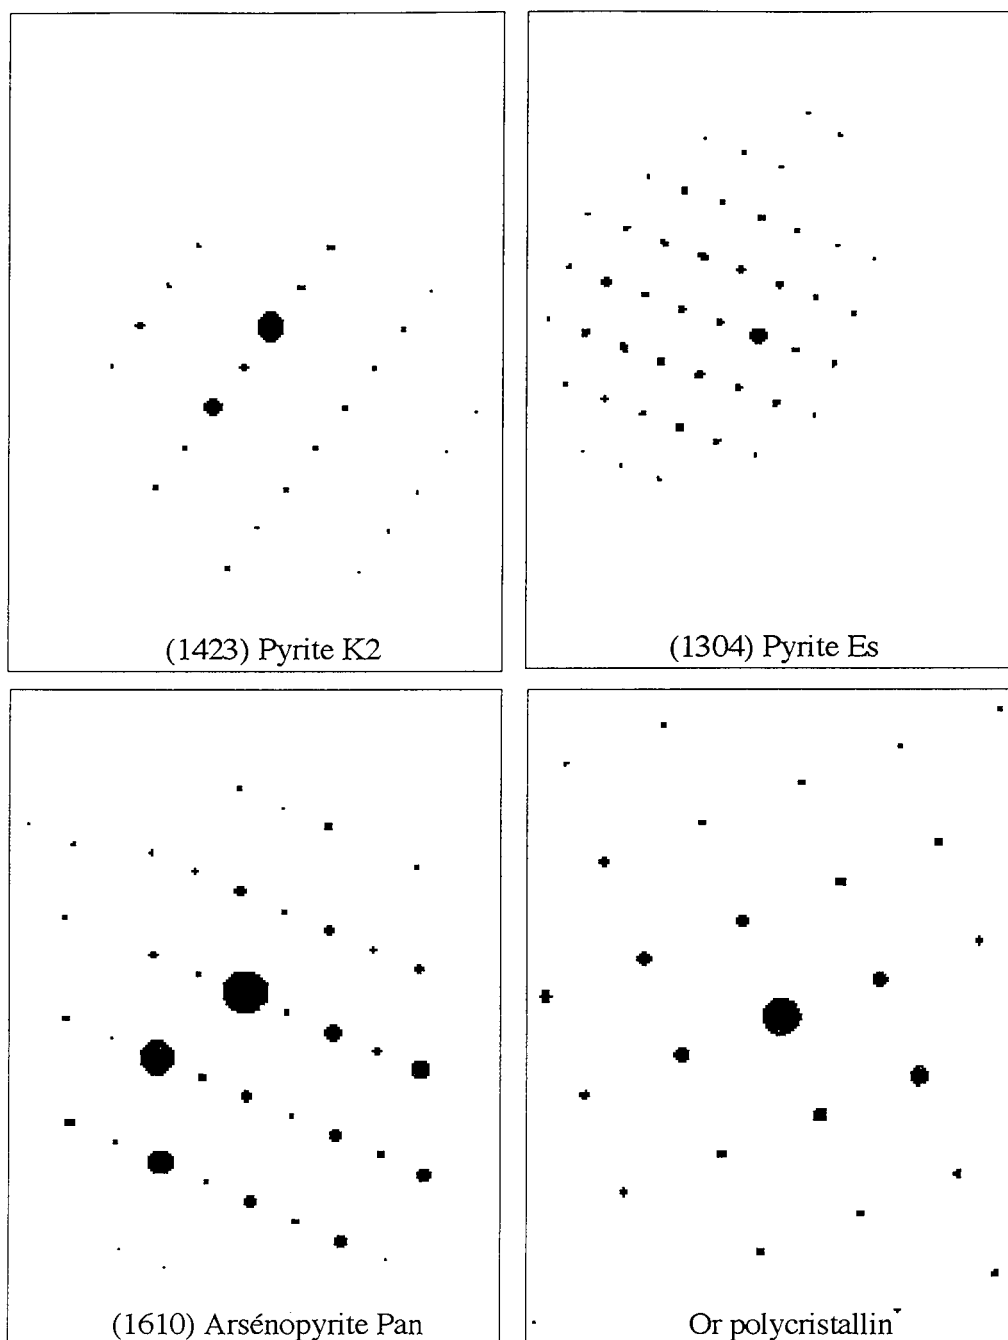 (1423) Pyrite K2
(1304) Pyrite Es
(1610) Arsénopyrite Pan
Or polycristallin